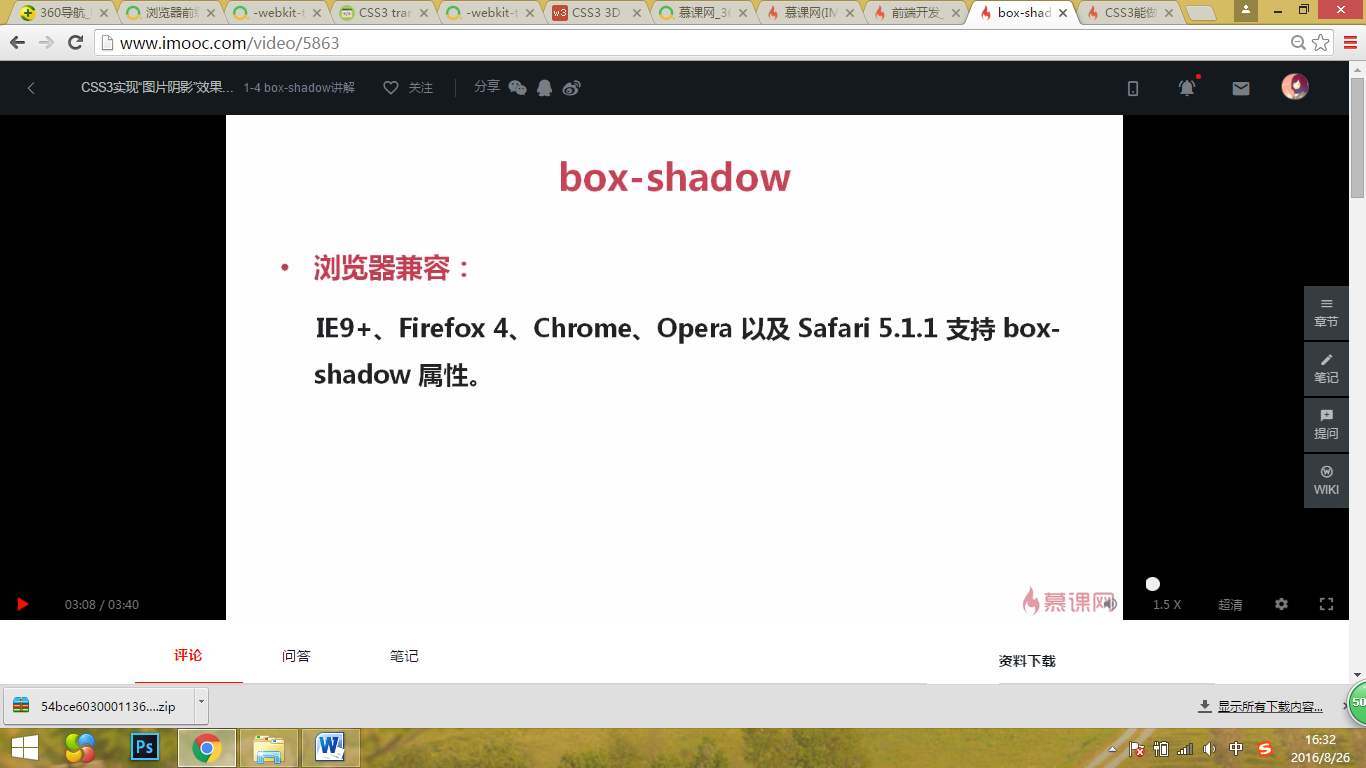 360导航_
浏览器前缀
-webkit-t
CSS3 tran
-webkit-t
CSS3 3D
慕课网_36
慕课网(IM
前端开发_
box-shad
CSS3能做
www.imooc.com/video/5863
CSS3实现“图片阴影”效果... 1-4 box-shadow讲解 关注 分享
box-shadow
• 浏览器兼容：
IE9+、Firefox 4、Chrome、Opera 以及 Safari 5.1.1 支持 box-
shadow 属性。
章节
笔记
提问
WIKI
慕课网
03:08 / 03:40
1.5 X 超清
评论 问答 笔记 资料下载
54bce6030001136....zip
显示所有下载内容...
50
Ps
W
中
S
16:32
2016/8/26